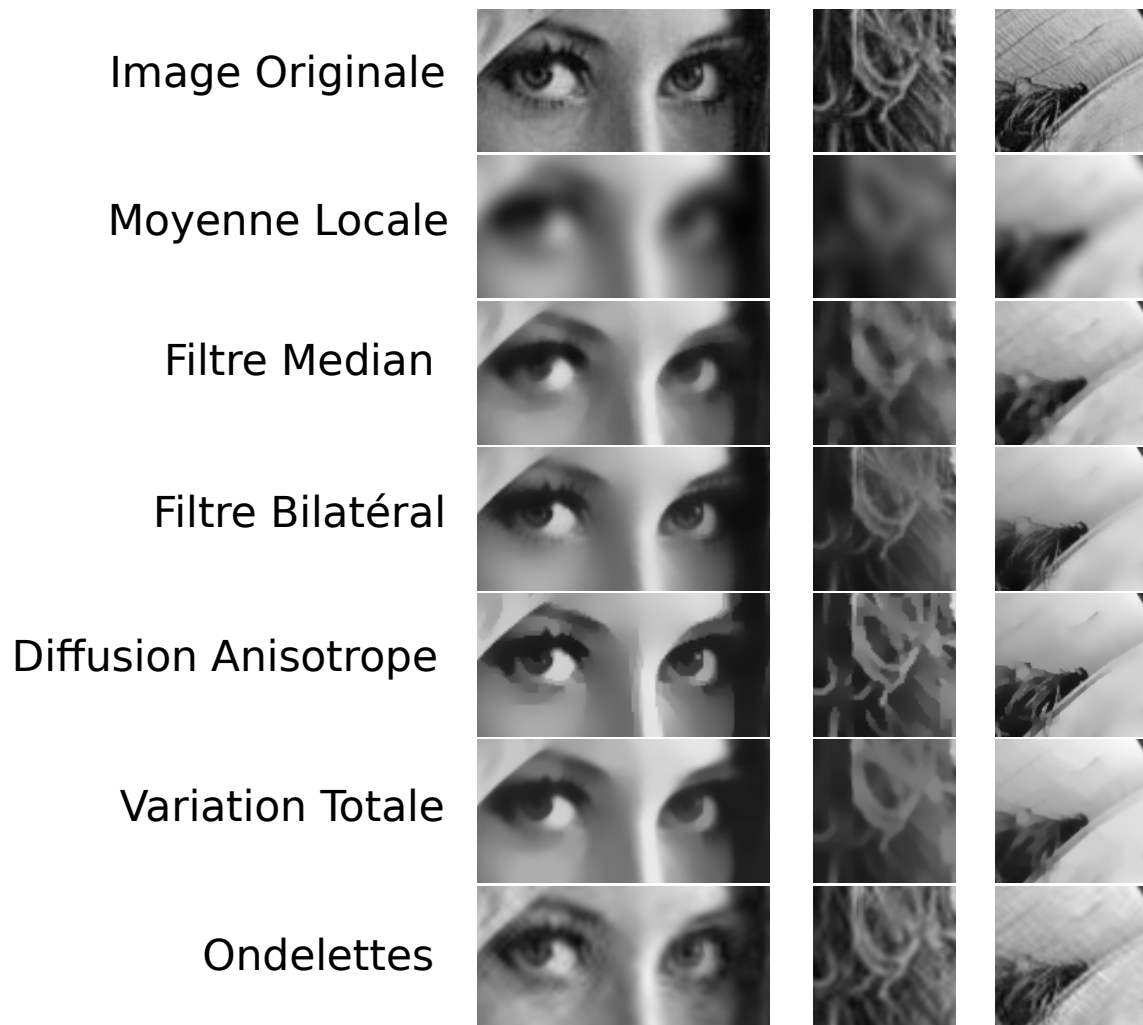 Image Originale
Moyenne Locale
Filtre Median
Filtre Bilatéral
Diffusion Anisotrope
Variation Totale
Ondelettes